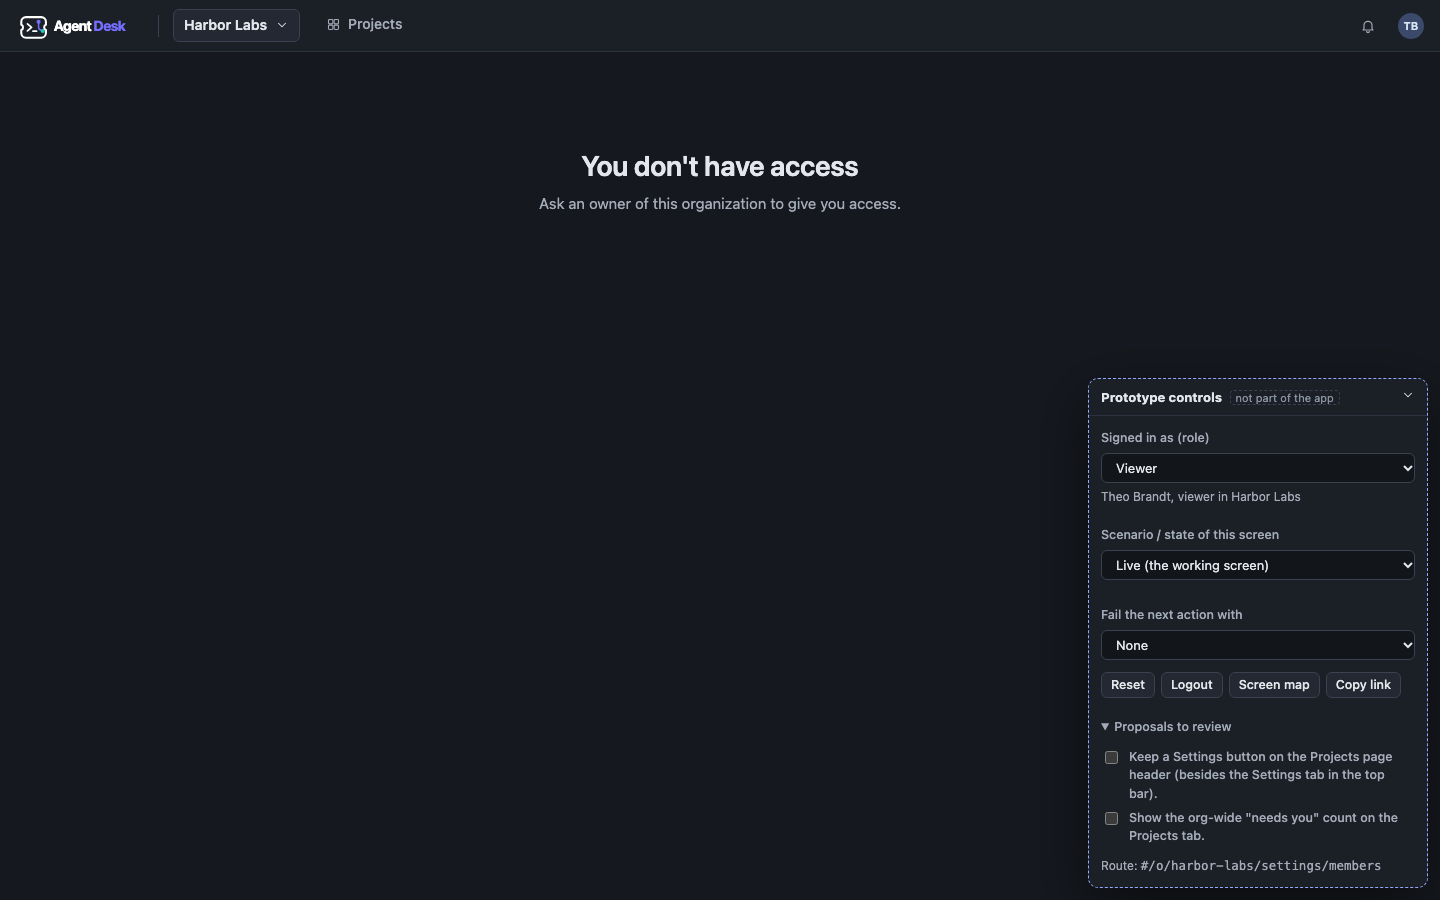 AgentDesk
Harbor Labs
Projects
TB
You don't have access
Ask an owner of this organization to give you access.
Prototype controls
not part of the app
Signed in as (role)
Viewer
Theo Brandt, viewer in Harbor Labs
Scenario / state of this screen
Live (the working screen)
Fail the next action with
None
Reset
Logout
Screen map
Copy link
▼ Proposals to review
Keep a Settings button on the Projects page
header (besides the Settings tab in the top
bar).
Show the org-wide "needs you" count on the
Projects tab.
Route: #/o/harbor-labs/settings/members